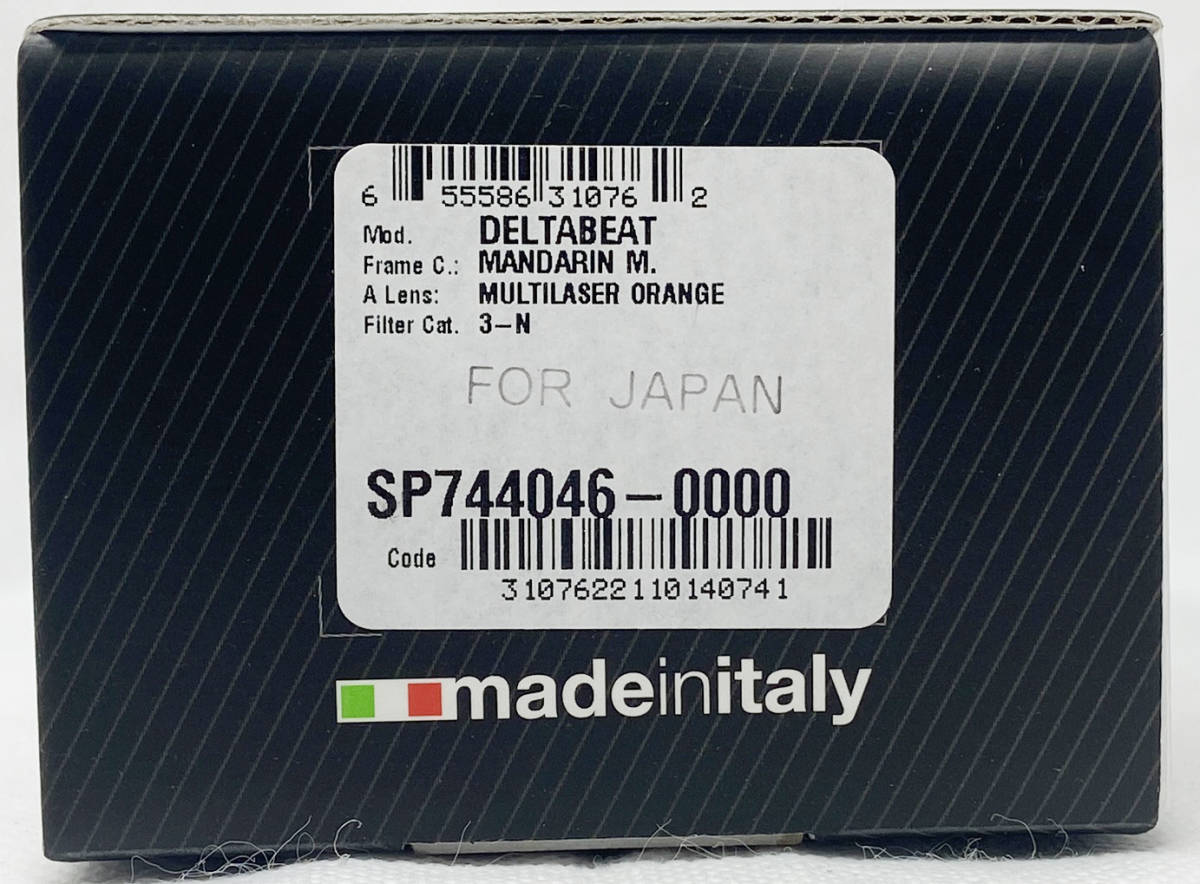 6 55586 31076 2
Mod. DELTABEAT
Frame C.: MANDARIN M.
A Lens: MULTILASER ORANGE
Filter Cat. 3-N
FOR JAPAN
SP744046-0000
Code
3107622110140741
madeinitaly